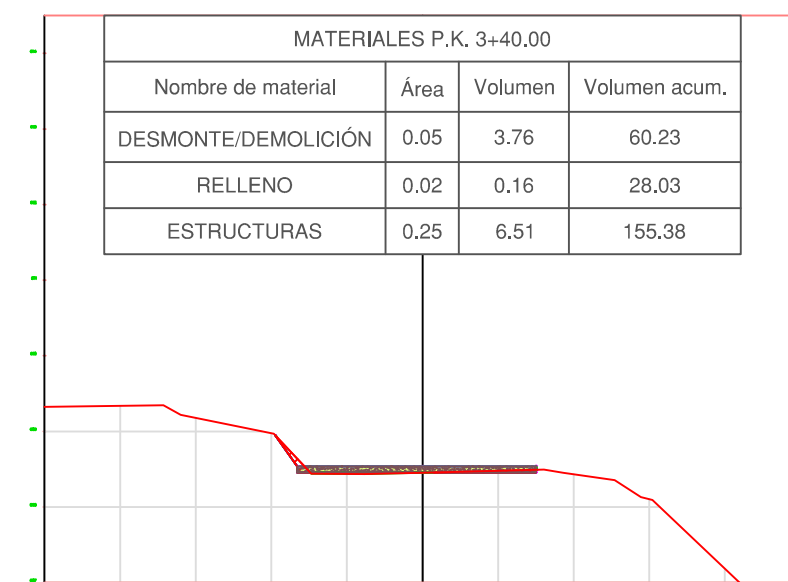 MATERIALES P.K. 3+40.00
Nombre de material Área Volumen Volumen acum.
DESMONTE/DEMOLICIÓN 0.05 3.76 60.23
RELLENO 0.02 0.16 28.03
ESTRUCTURAS 0.25 6.51 155.38